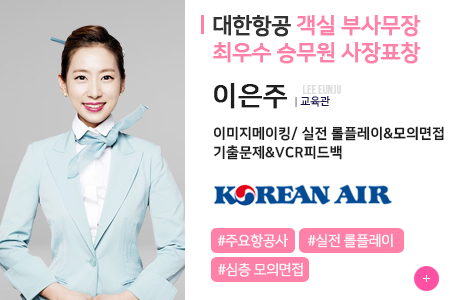 대한항공 객실 부사무장
최우수 승무원 사장표창
이은주 LEE EUNJU
| 교육관
이미지메이킹/ 실전 롤플레이&모의면접
기출문제&VCR피드백
KOREAN AIR
#주요항공사 #실전 롤플레이
#심층 모의면접
+